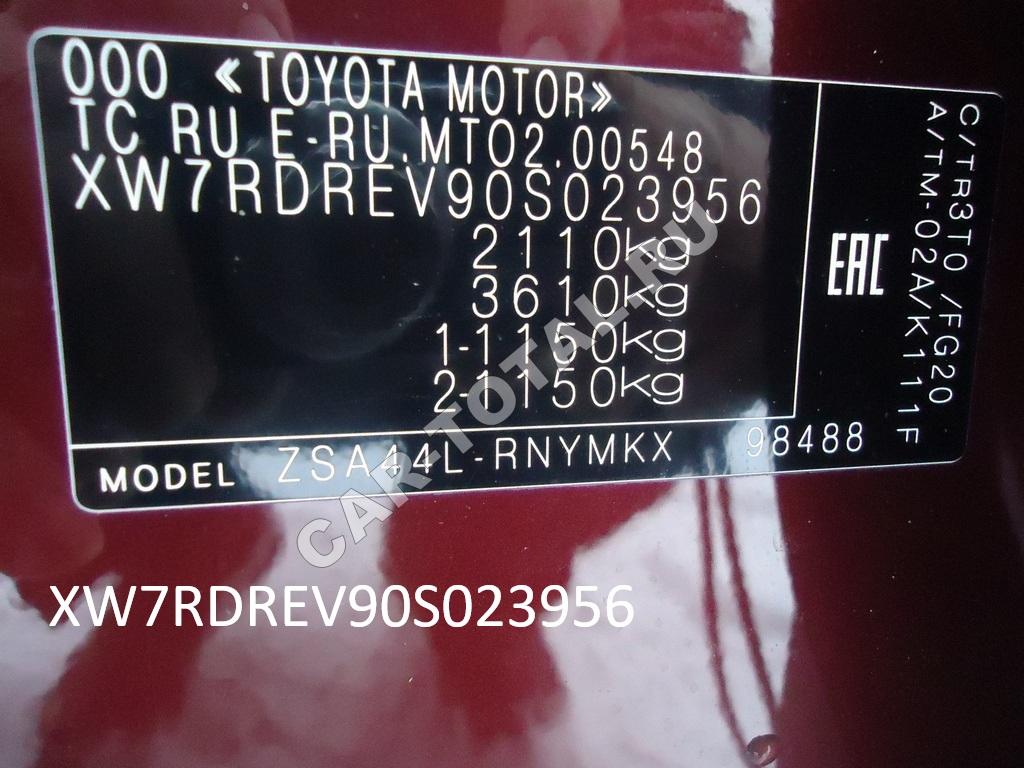 ООО «TOYOTA MOTOR»
TC RU E-RU.MT02.00548
XW7RDREV90S023956
2110kg
3610kg
1-1150kg
2-1150kg
MODEL ZSA44L-RNYMKX 98488
EAC
C/TR3T0 /FG20
A/TM-02A/K111F
CAR-TOTAL.RU
XW7RDREV90S023956